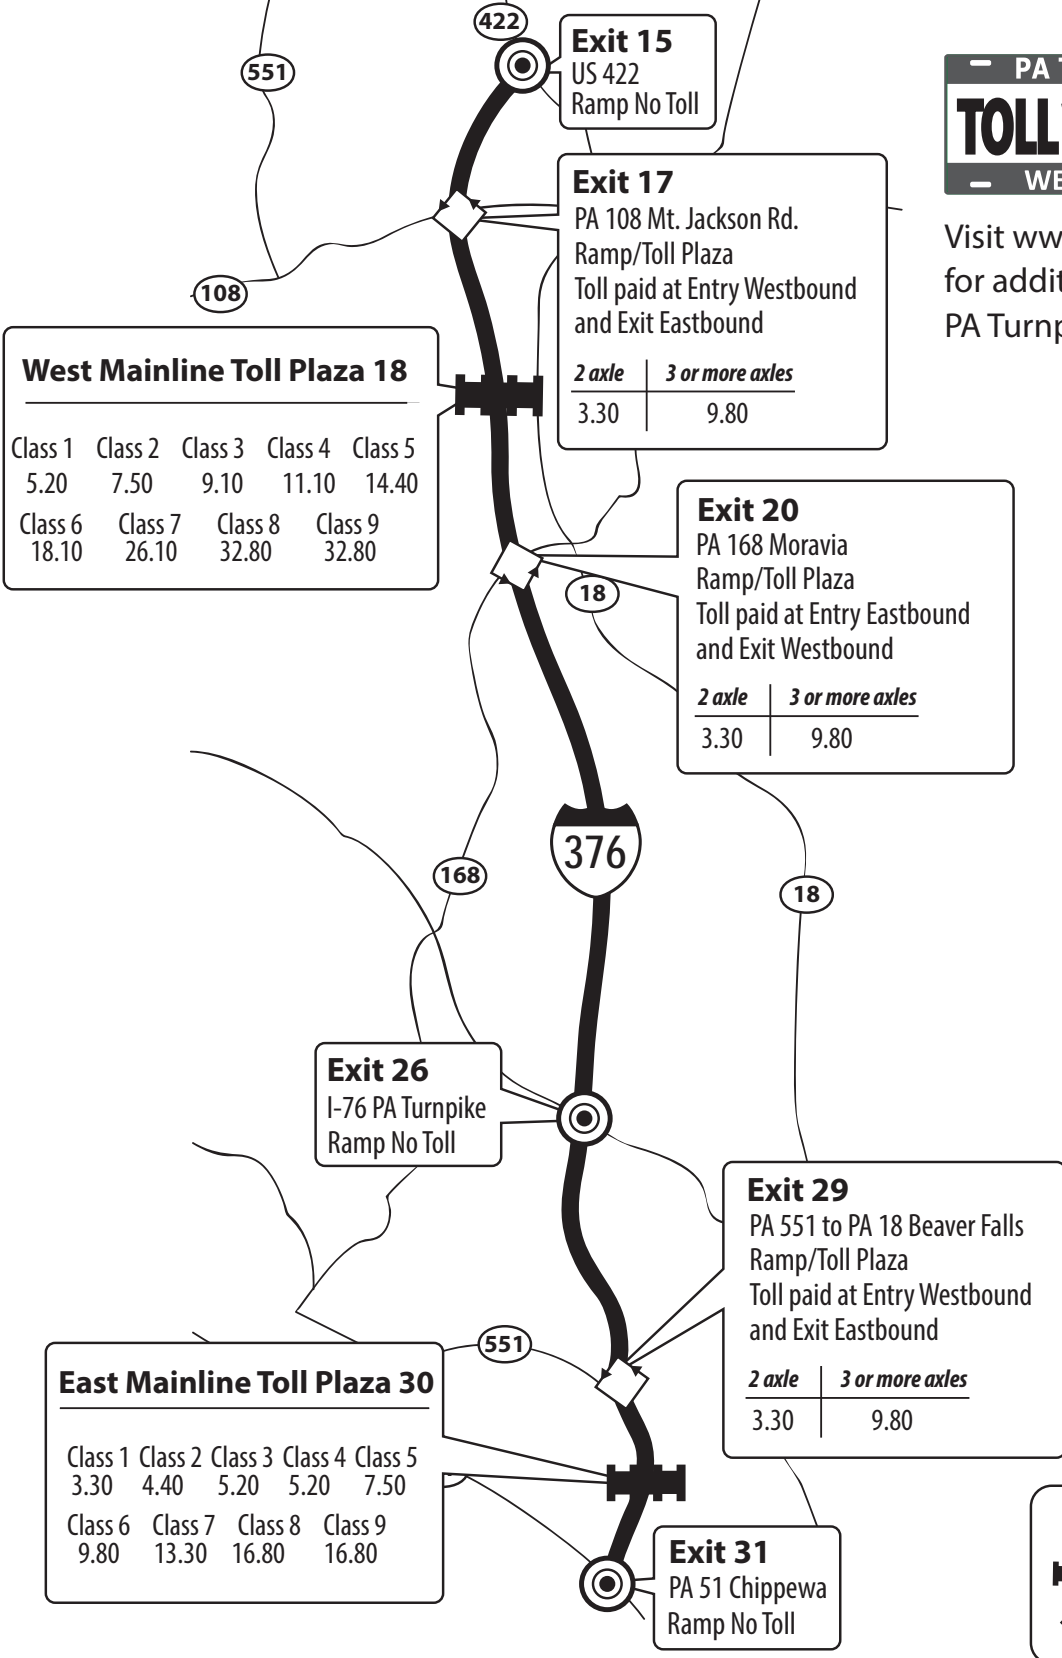 422
551
Exit 15
US 422
Ramp No Toll
PA
TOLL
Exit 17
PA 108 Mt. Jackson Rd.
Ramp/Toll Plaza
Toll paid at Entry Westbound
and Exit Eastbound
2 axle 3 or more axles
3.30 9.80
Visit
for
PA
108
West Mainline Toll Plaza 18
Class 1 Class 2 Class 3 Class 4 Class 5
5.20 7.50 9.10 11.10 14.40
Class 6 Class 7 Class 8 Class 9
18.10 26.10 32.80 32.80
Exit 20
PA 168 Moravia
Ramp/Toll Plaza
Toll paid at Entry Eastbound
and Exit Westbound
2 axle 3 or more axles
3.30 9.80
18
376
168
18
Exit 26
I-76 PA Turnpike
Ramp No Toll
Exit 29
PA 551 to PA 18 Beaver Falls
Ramp/Toll Plaza
Toll paid at Entry Westbound
and Exit Eastbound
2 axle 3 or more axles
3.30 9.80
551
East Mainline Toll Plaza 30
Class 1 Class 2 Class 3 Class 4 Class 5
3.30 4.40 5.20 5.20 7.50
Class 6 Class 7 Class 8 Class 9
9.80 13.30 16.80 16.80
Exit 31
PA 51 Chippewa
Ramp No Toll